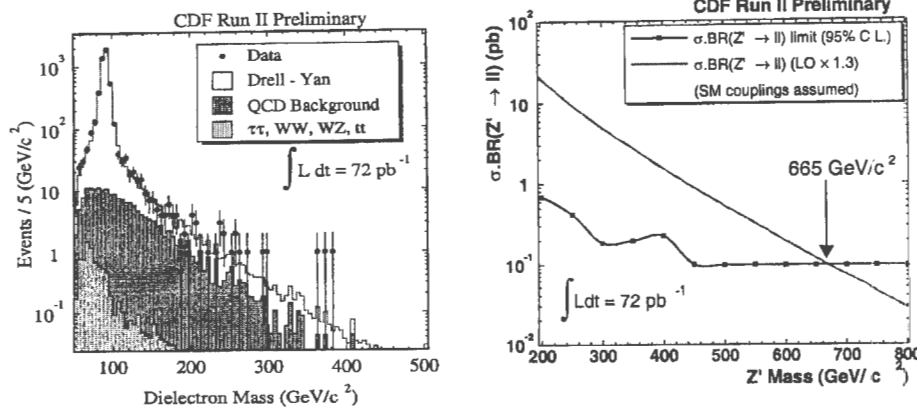 CDF Run II Preliminary
Data
Drell - Yan
QCD Background
ττ, WW, WZ, tt
∫ L dt = 72 pb⁻¹
Events / 5 (GeV/c²)
10³
10²
10
1
10⁻¹
100 200 300 400 500
Dielectron Mass (GeV/c²)
CDF Run II Preliminary
σ.BR(Z' → ll) limit (95% C L.)
σ.BR(Z' → ll) (LO × 1.3)
(SM couplings assumed)
665 GeV/c²
∫ Ldt = 72 pb⁻¹
σ.BR(Z' → ll) (pb)
10²
10
1
10⁻¹
10⁻²
200 300 400 500 600 700 800
Z' Mass (GeV/ c²)